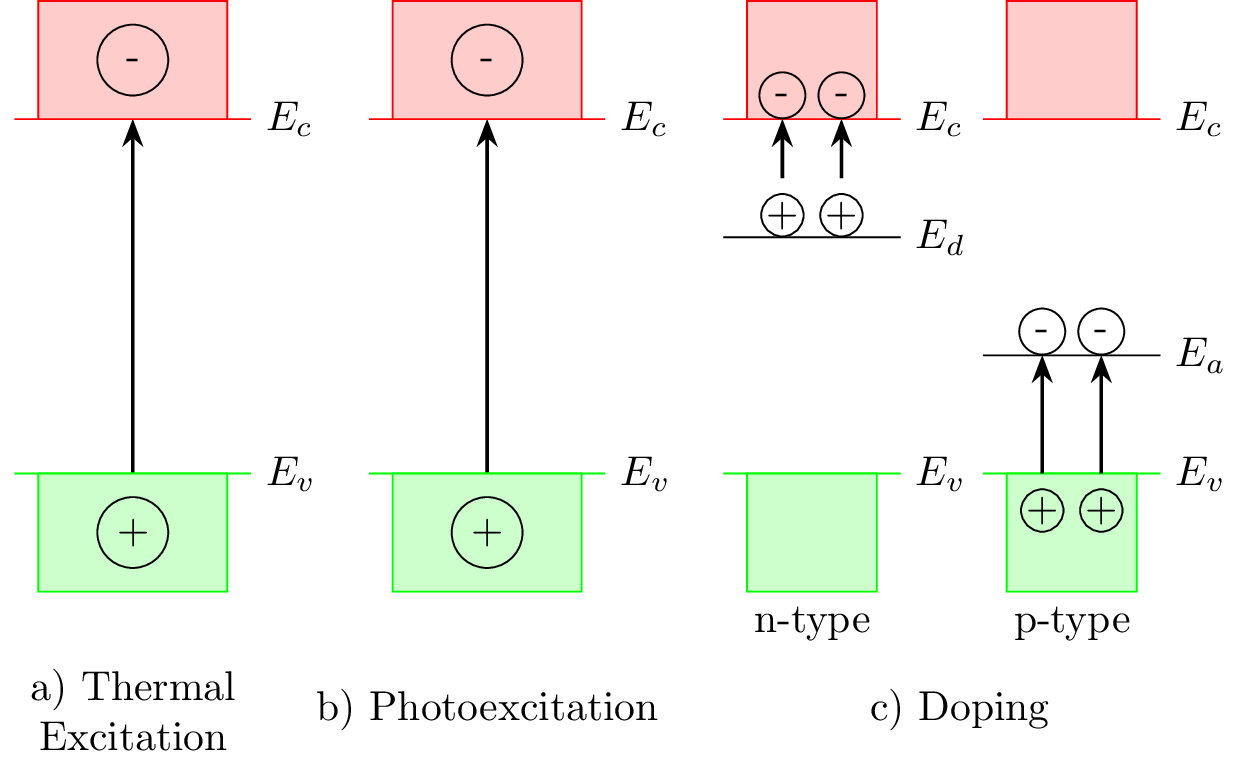 - - - - -
E_c E_c E_c E_c
+ +
E_d
- -
E_a
E_v E_v E_v E_v
+ + + +
n-type p-type
a) Thermal
Excitation
b) Photoexcitation
c) Doping